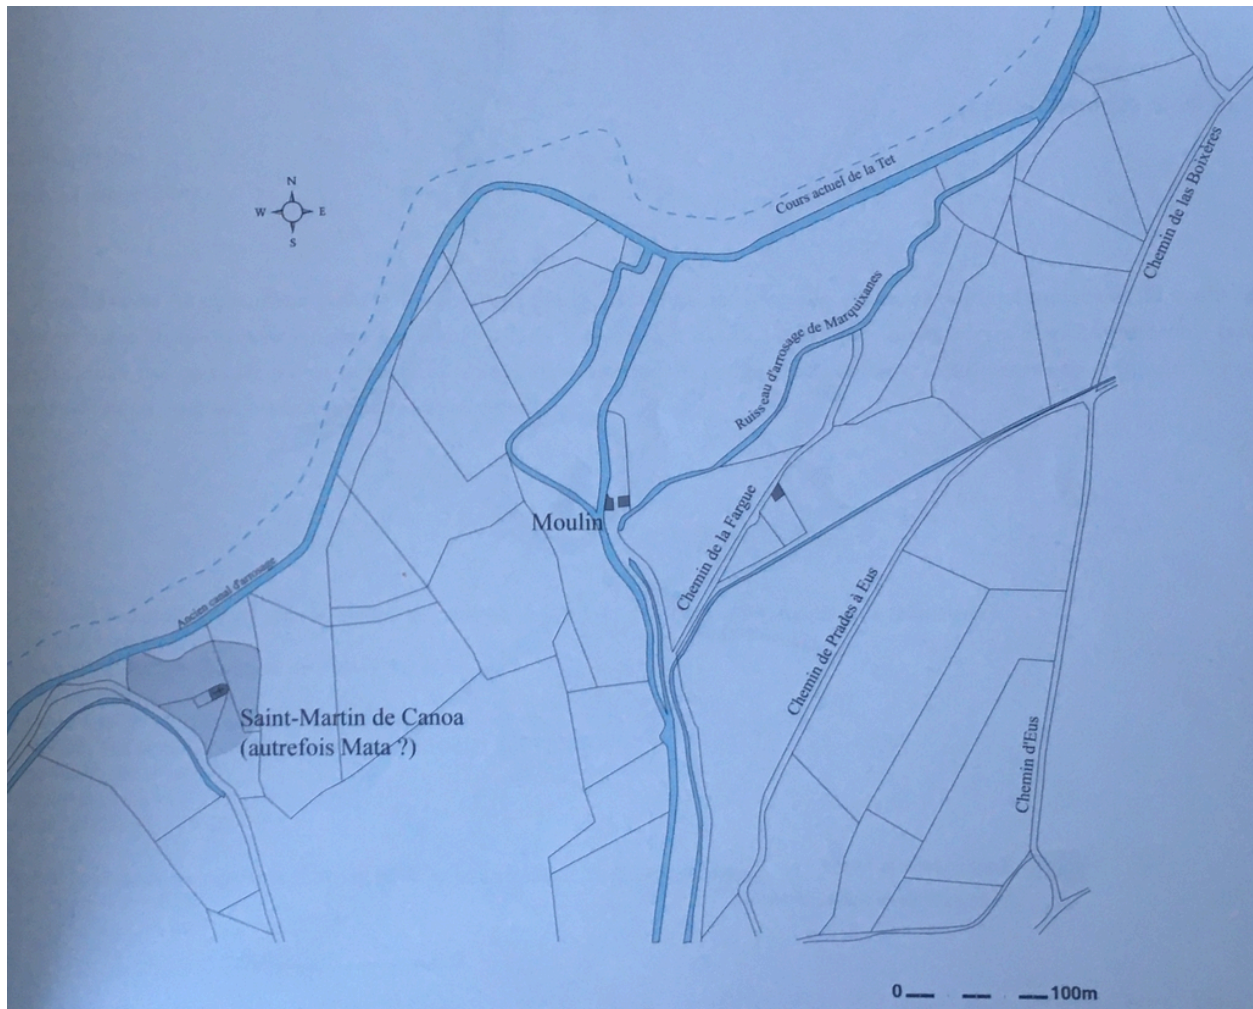 N
W E
S
Cours actuel de la Tet
Chemin de las Boixères
Ruisseau d'arrosage de Marquixanes
Moulin
Chemin de la Fargue
Ancien canal d'arrosage
Chemin de Prades à Eus
Saint-Martin de Canoa
(autrefois Mata ?)
Chemin d'Eus
0 100m